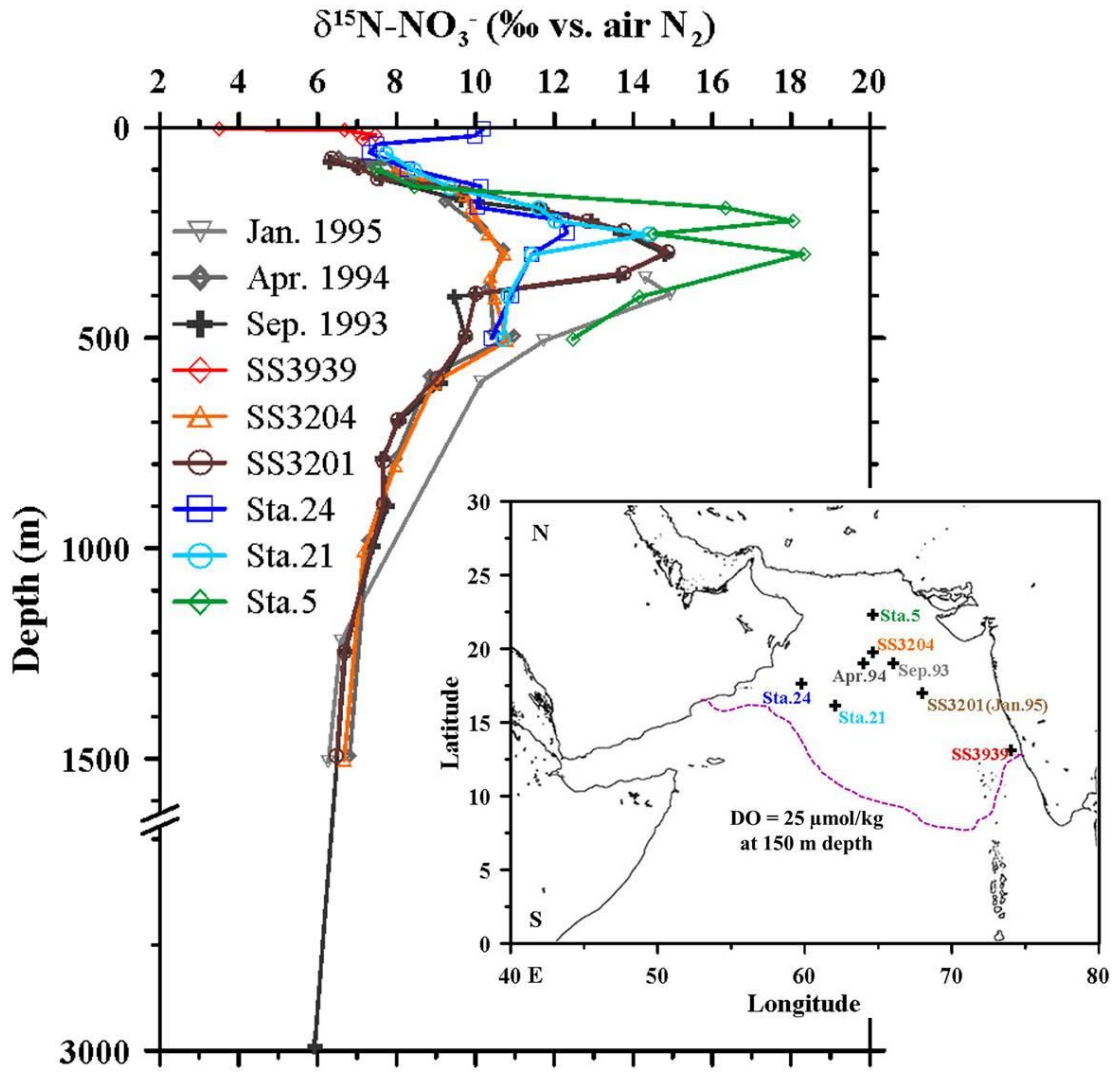 δ¹⁵N-NO₃⁻ (‰ vs. air N₂)
2 4 6 8 10 12 14 16 18 20
0
500
1000
1500
3000
Depth (m)
Jan. 1995
Apr. 1994
Sep. 1993
SS3939
SS3204
SS3201
Sta.24
Sta.21
Sta.5
30
25
20
15
10
5
0
Latitude
N
Sta.5
SS3204
Apr.94
Sep.93
Sta.24
SS3201(Jan.95)
Sta.21
SS3939
DO = 25 µmol/kg
at 150 m depth
S
40 E 50 60 70 80
Longitude